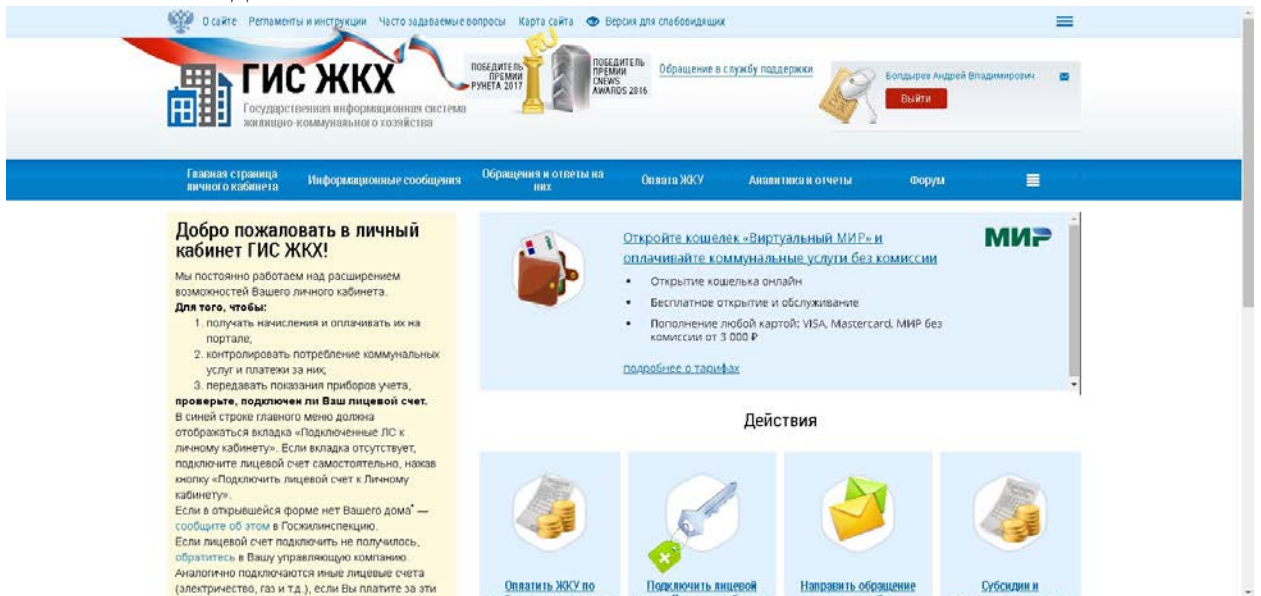 О сайте Регламенты и инструкции Часто задаваемые вопросы Карта сайта Версия для слабовидящих
ГИС ЖКХ
Государственная информационная система
жилищно-коммунального хозяйства
ПОБЕДИТЕЛЬ
ПРЕМИИ
РУНЕТА 2017
RU
ПОБЕДИТЕЛЬ
ПРЕМИИ
CNEWS
AWARDS 2016
Обращение в службу поддержки
Болдырев Андрей Владимирович
Выйти
Главная страница
личного кабинета
Информационные сообщения
Обращения и ответы на
них
Оплата ЖКУ
Аналитика и отчеты
Форум
Добро пожаловать в личный
кабинет ГИС ЖКХ!
Мы постоянно работаем над расширением
возможностей Вашего личного кабинета.
Для того, чтобы:
1. получать начисления и оплачивать их на
портале;
2. контролировать потребление коммунальных
услуг и платежи за них;
3. передавать показания приборов учета,
проверьте, подключен ли Ваш лицевой счет.
В синей строке главного меню должна
отображаться вкладка «Подключенные ЛС к
личному кабинету». Если вкладка отсутствует,
подключите лицевой счет самостоятельно, нажав
кнопку «Подключить лицевой счет к Личному
кабинету».
Если в открывшейся форме нет Вашего дома* —
сообщите об этом в Госжилинспекцию.
Если лицевой счет подключить не получилось,
обратитесь в Вашу управляющую компанию.
Аналогично подключаются иные лицевые счета
(электричество, газ и т.д.), если Вы платите за эти
Откройте кошелек «Виртуальный МИР» и
оплачивайте коммунальные услуги без комиссии
• Открытие кошелька онлайн
• Бесплатное открытие и обслуживание
• Пополнение любой картой: VISA, Mastercard, МИР без
комиссии от 3 000 ₽
подробнее о тарифах
МИР
Действия
Оплатить ЖКУ по
Подключить лицевой
Направить обращение
Субсидии и